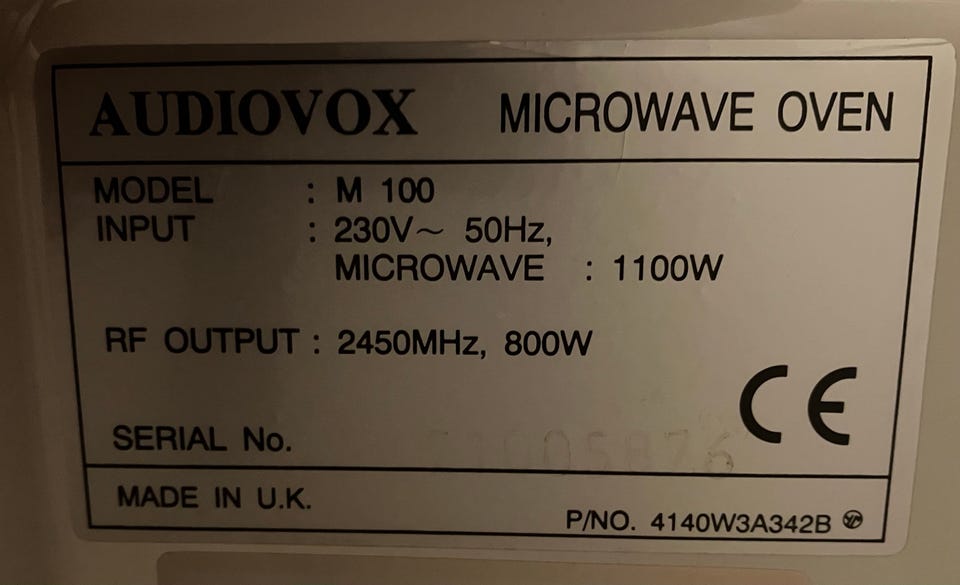 AUDIOVOX MICROWAVE OVEN
MODEL : M 100
INPUT : 230V~ 50Hz,
MICROWAVE : 1100W
RF OUTPUT : 2450MHz, 800W
CE
SERIAL No.
MADE IN U.K.
P/NO. 4140W3A342B